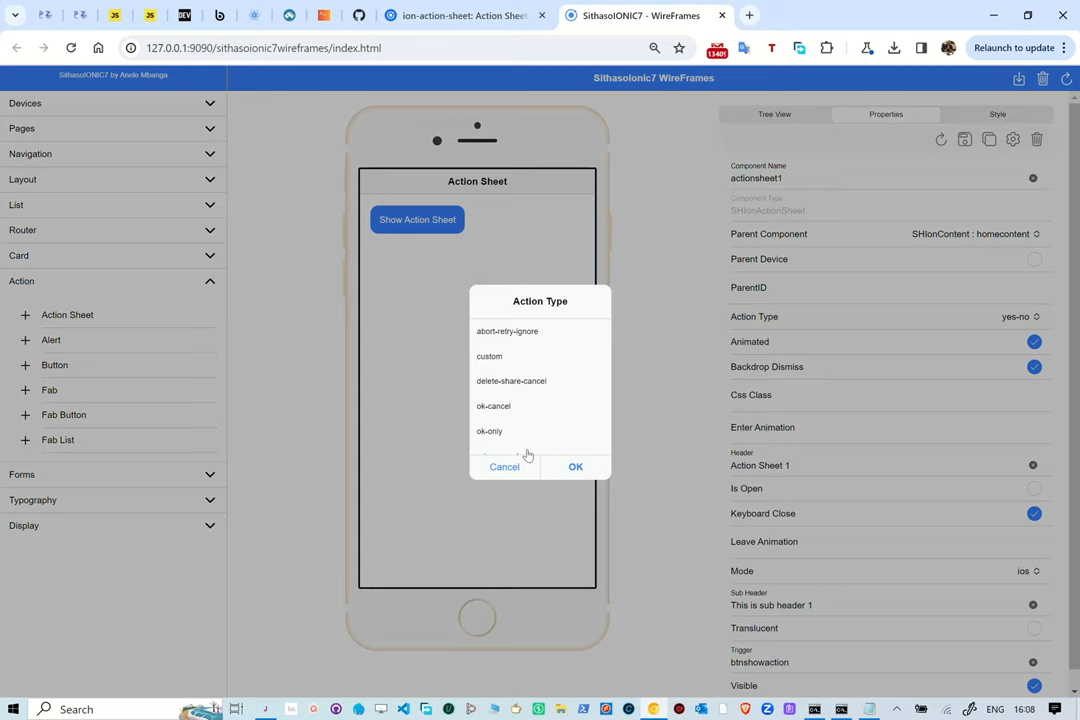 ion-action-sheet: Action Sheet
SithasoIONIC7 - WireFrames
127.0.0.1:9090/sithasoionic7wireframes/index.html
13409
Relaunch to update
SithasoIONIC7 by Anele Mbanga
SithasoIonic7 WireFrames
Devices
Pages
Navigation
Layout
List
Router
Card
Action
Action Sheet
Alert
Button
Fab
Fab Button
Fab List
Forms
Typography
Display
Action Sheet
Show Action Sheet
Action Type
abort-retry-ignore
custom
delete-share-cancel
ok-cancel
ok-only
Cancel
OK
Tree View
Properties
Style
Component Name
actionsheet1
Component Type
SHIonActionSheet
Parent Component
SHIonContent : homecontent
Parent Device
ParentID
Action Type
yes-no
Animated
Backdrop Dismiss
Css Class
Enter Animation
Header
Action Sheet 1
Is Open
Keyboard Close
Leave Animation
Mode
ios
Sub Header
This is sub header 1
Translucent
Trigger
btnshowaction
Visible
Search
ENG
16:08